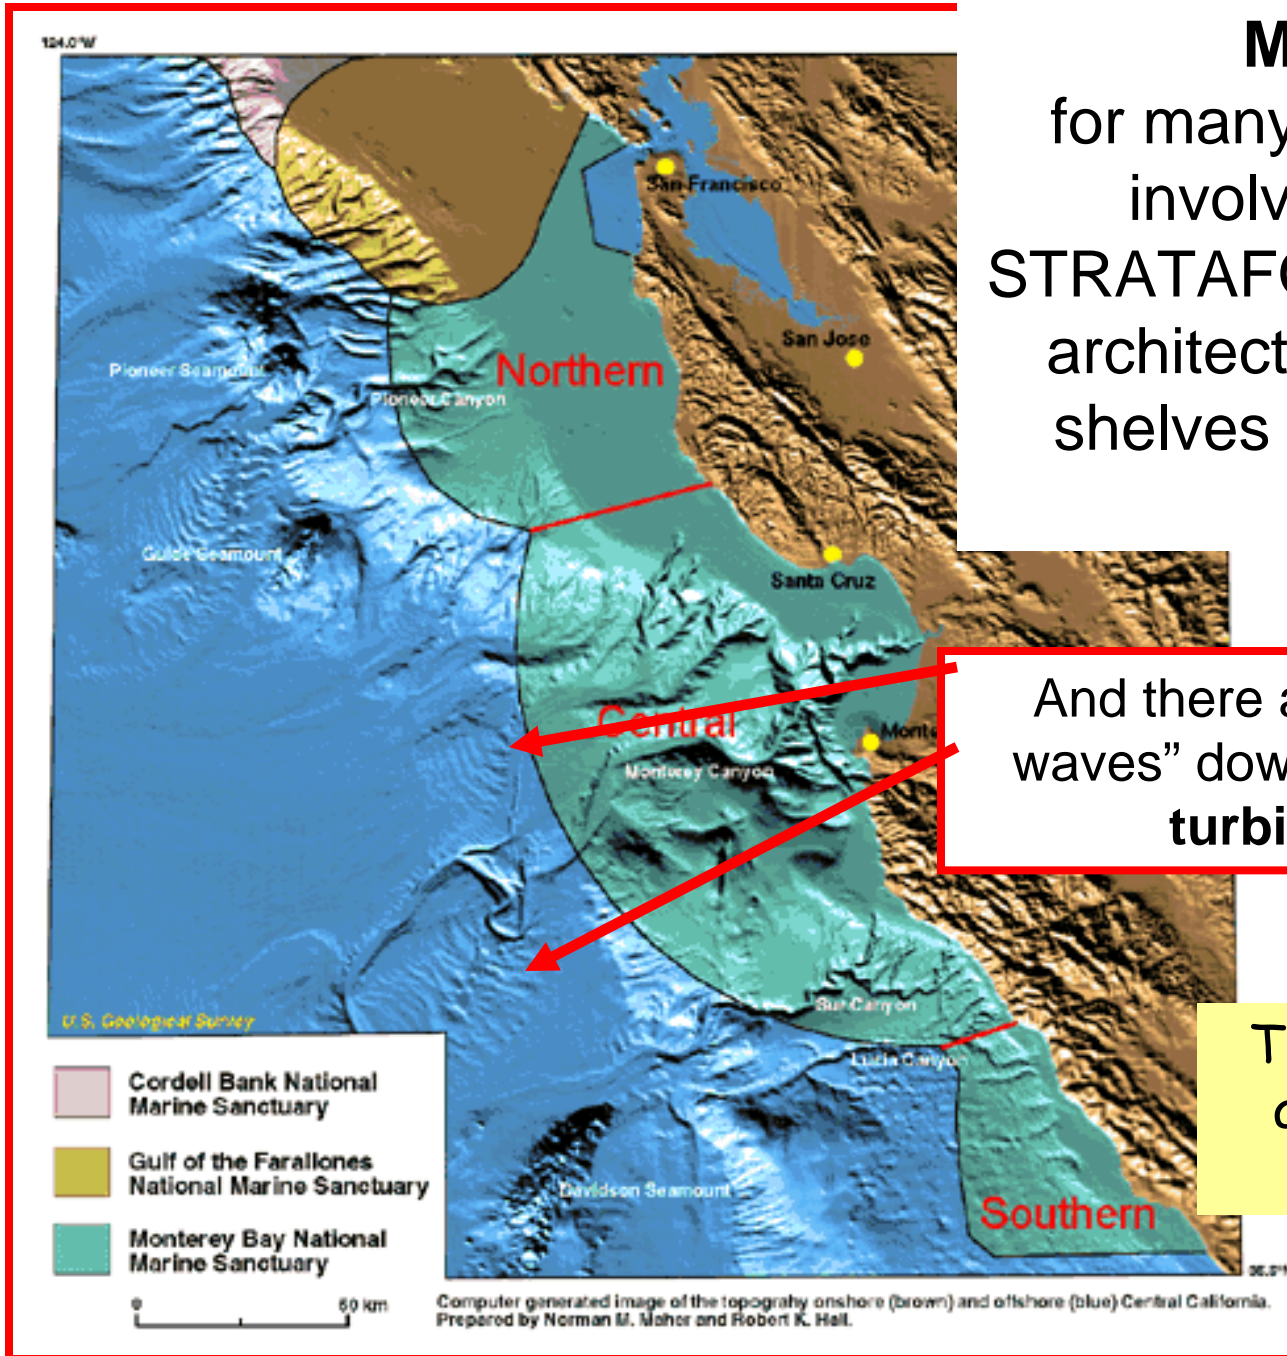 124.0°W
M
for many
involv
STRATAFO
architect
shelves
San Francisco
San Jose
Northern
Pioneer Seamount
Pioneer Canyon
Guide Seamount
Santa Cruz
And there a
waves” dow
turbi
Central
Monte
Monterey Canyon
Sur Canyon
Lucia Canyon
U.S. Geological Survey
T
Cordell Bank National
Marine Sanctuary
Gulf of the Farallones
National Marine Sanctuary
Monterey Bay National
Marine Sanctuary
Davidson Seamount
Southern
0 50 km
Computer generated image of the topograhy onshore (brown) and offshore (blue) Central California.
Prepared by Norman M. Maher and Robert K. Hall.